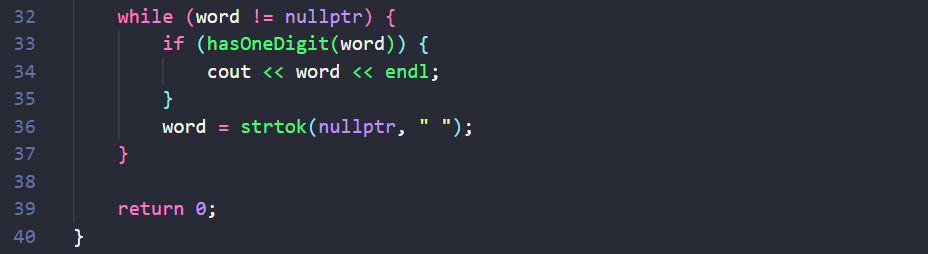 32 while (word != nullptr) {
33 if (hasOneDigit(word)) {
34 cout << word << endl;
35 }
36 word = strtok(nullptr, " ");
37 }
38
39 return 0;
40 }